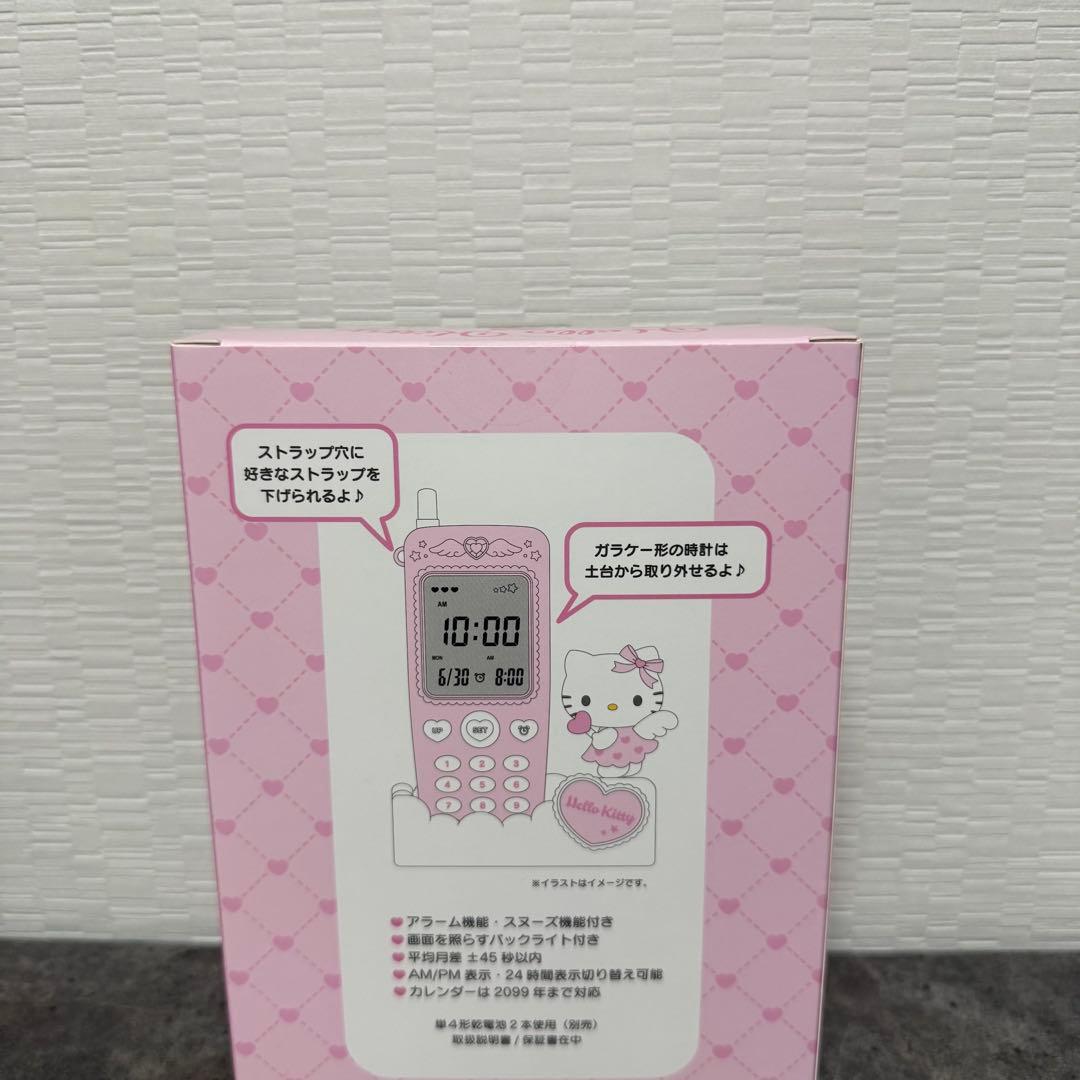 Hello Kitty
ストラップ穴に
好きなストラップを
下げられるよ♪
ガラケー形の時計は
土台から取り外せるよ♪
AM
10:00
MON AM
6/30 8:00
UP SET
1 2 3
4 5 6
7 8 9
Hello Kitty
※イラストはイメージです。
アラーム機能・スヌーズ機能付き
画面を照らすバックライト付き
平均月差 ±45 秒以内
AM/PM 表示・24 時間表示切り替え可能
カレンダーは 2099 年まで対応
単4形乾電池2本使用(別売)
取扱説明書/保証書在中